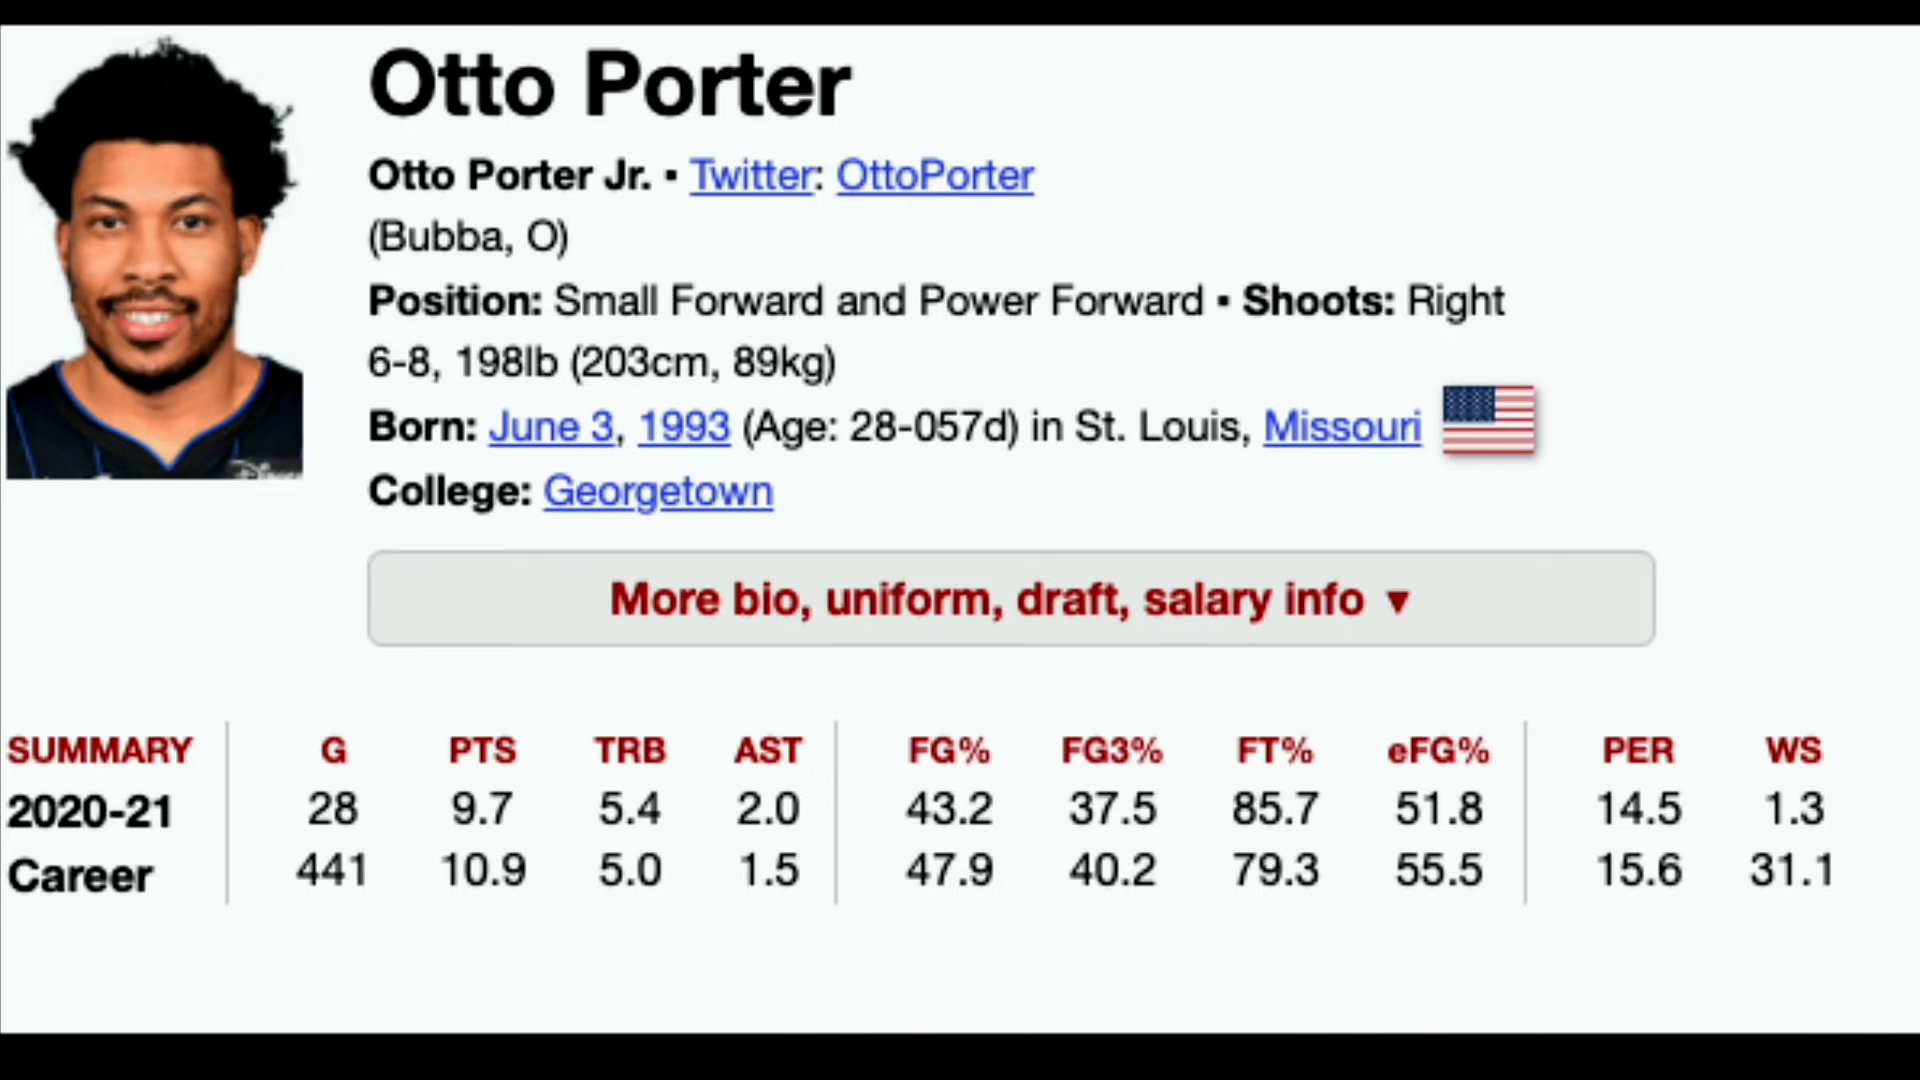 Otto Porter
Otto Porter Jr. ▪ Twitter: OttoPorter
(Bubba, O)
Position: Small Forward and Power Forward ▪ Shoots: Right
6-8, 198lb (203cm, 89kg)
Born: June 3, 1993 (Age: 28-057d) in St. Louis, Missouri
College: Georgetown
More bio, uniform, draft, salary info ▼
SUMMARY G PTS TRB AST FG% FG3% FT% eFG% PER WS
2020-21 28 9.7 5.4 2.0 43.2 37.5 85.7 51.8 14.5 1.3
Career 441 10.9 5.0 1.5 47.9 40.2 79.3 55.5 15.6 31.1